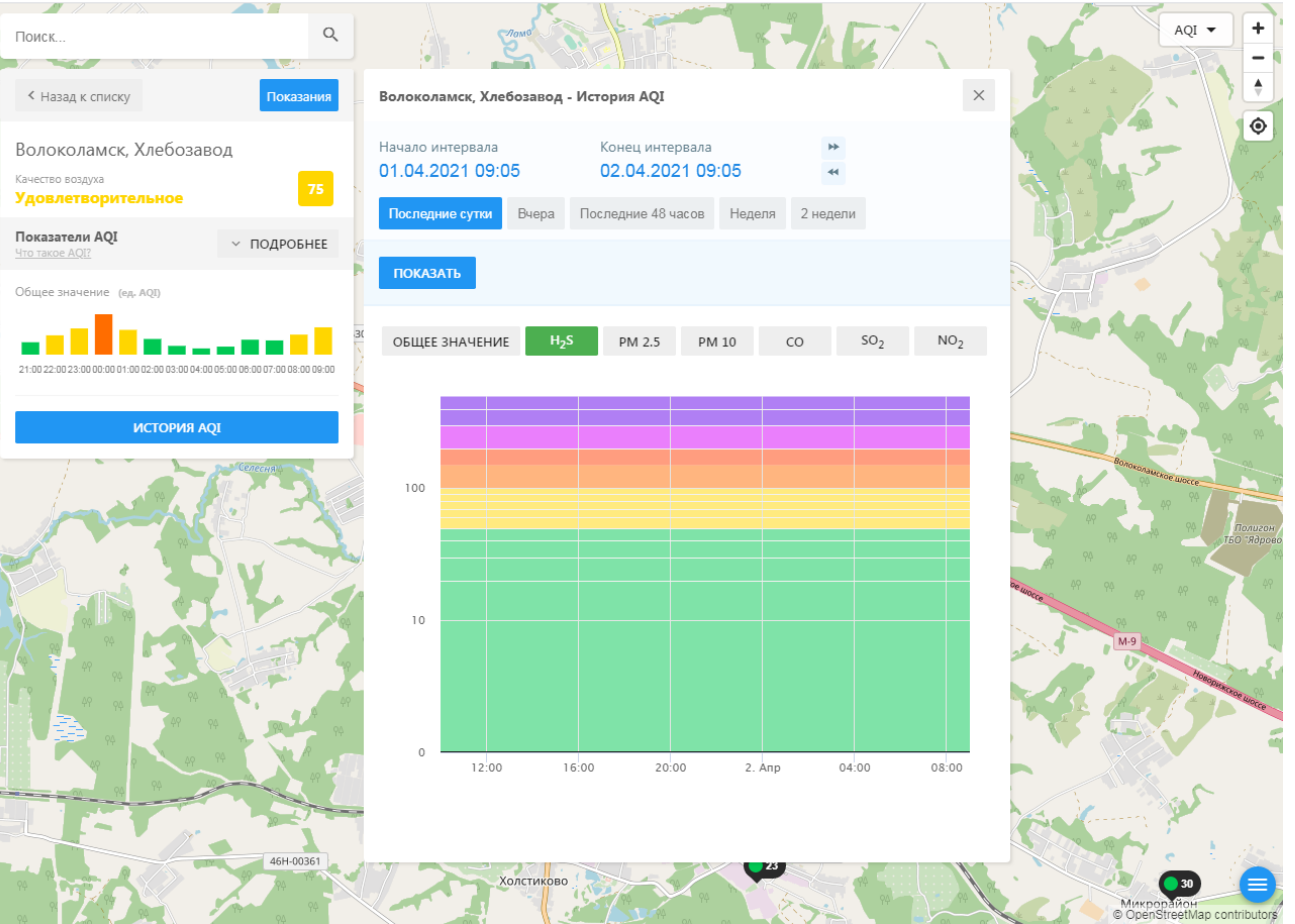 Поиск...
AQI
Назад к списку
Показания
Волоколамск, Хлебозавод
Качество воздуха
Удовлетворительное
75
Показатели AQI
Что такое AQI?
ПОДРОБНЕЕ
Общее значение (ед. AQI)
21:00 22:00 23:00 00:00 01:00 02:00 03:00 04:00 05:00 06:00 07:00 08:00 09:00
ИСТОРИЯ AQI
Волоколамск, Хлебозавод - История AQI
Начало интервала
01.04.2021 09:05
Конец интервала
02.04.2021 09:05
Последние сутки
Вчера
Последние 48 часов
Неделя
2 недели
ПОКАЗАТЬ
ОБЩЕЕ ЗНАЧЕНИЕ
H2S
PM 2.5
PM 10
CO
SO2
NO2
100
10
0
12:00
16:00
20:00
2. Апр
04:00
08:00
Лома
Селесня
Волоколамское шоссе
Полигон
ТБО "Ядрово
М-9
Новорижское шоссе
46Н-00361
Холстиково
23
30
Микрорайон
© OpenStreetMap contributors